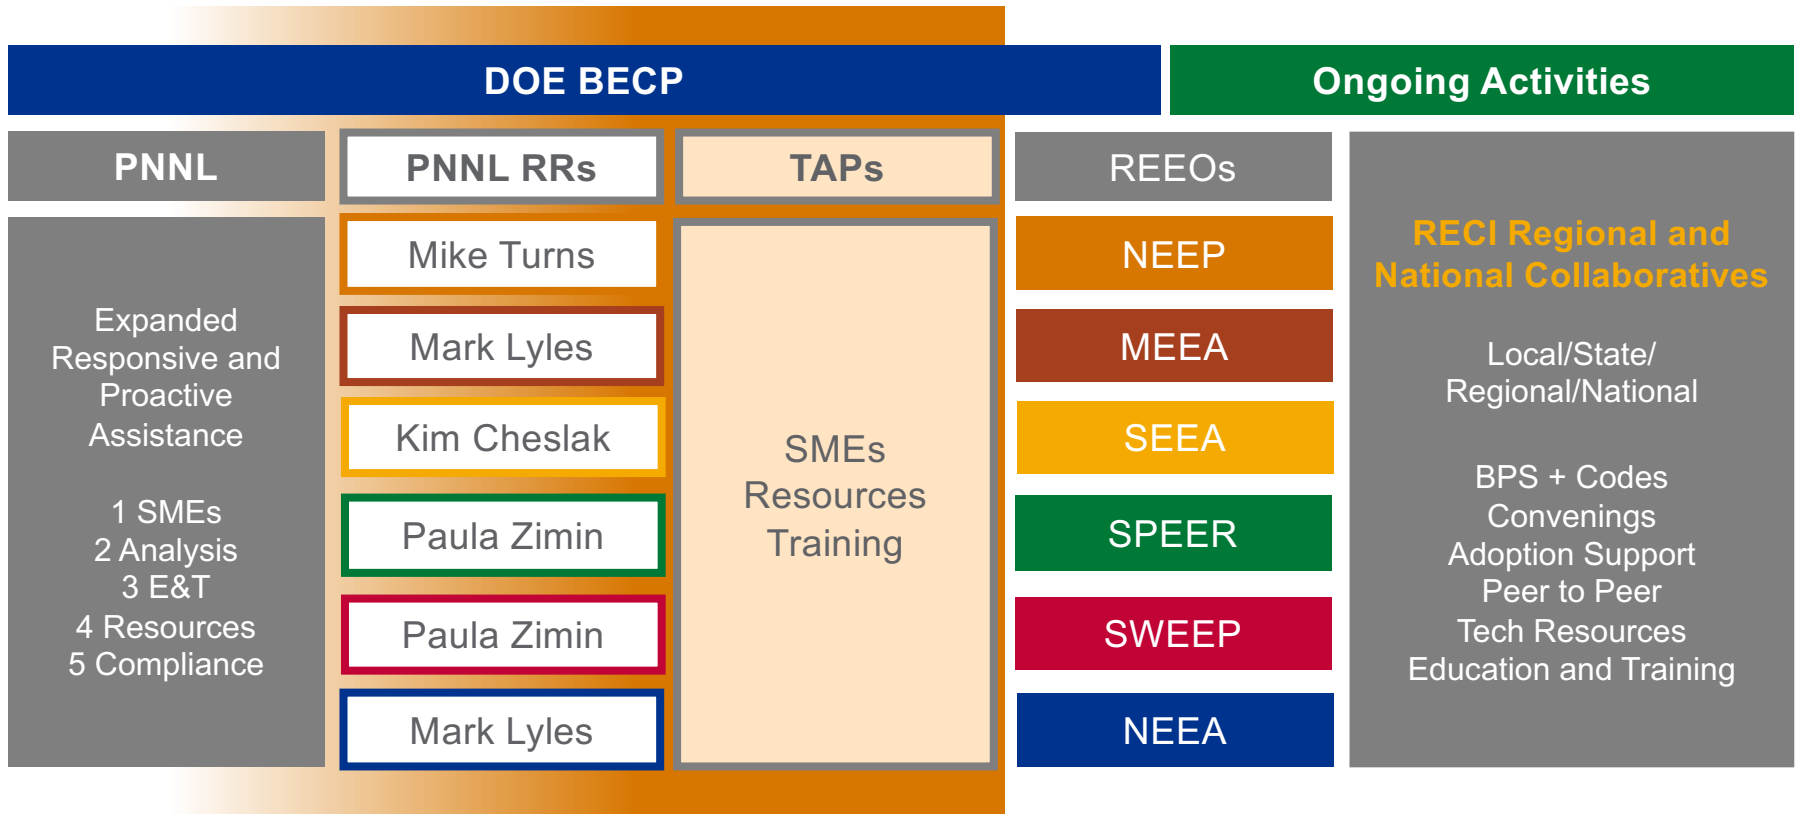 DOE BECP
Ongoing Activities
PNNL
PNNL RRs
TAPs
REEOs
Expanded
Responsive and
Proactive
Assistance
1 SMEs
2 Analysis
3 E&T
4 Resources
5 Compliance
Mike Turns
Mark Lyles
Kim Cheslak
Paula Zimin
Paula Zimin
Mark Lyles
SMEs
Resources
Training
NEEP
MEEA
SEEA
SPEER
SWEEP
NEEA
RECI Regional and
National Collaboratives
Local/State/
Regional/National
BPS + Codes
Convenings
Adoption Support
Peer to Peer
Tech Resources
Education and Training